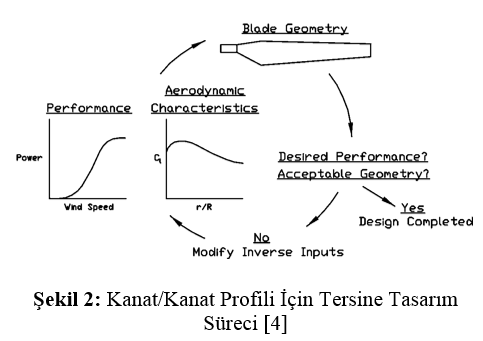 Blade Geometry
Aerodynamic
Performance Characteristics
Power
Wind Speed
Cl
r/R
Desired Performance?
Acceptable Geometry?
Yes
Design Completed
No
Modify Inverse Inputs
Şekil 2: Kanat/Kanat Profili İçin Tersine Tasarım
Süreci [4]